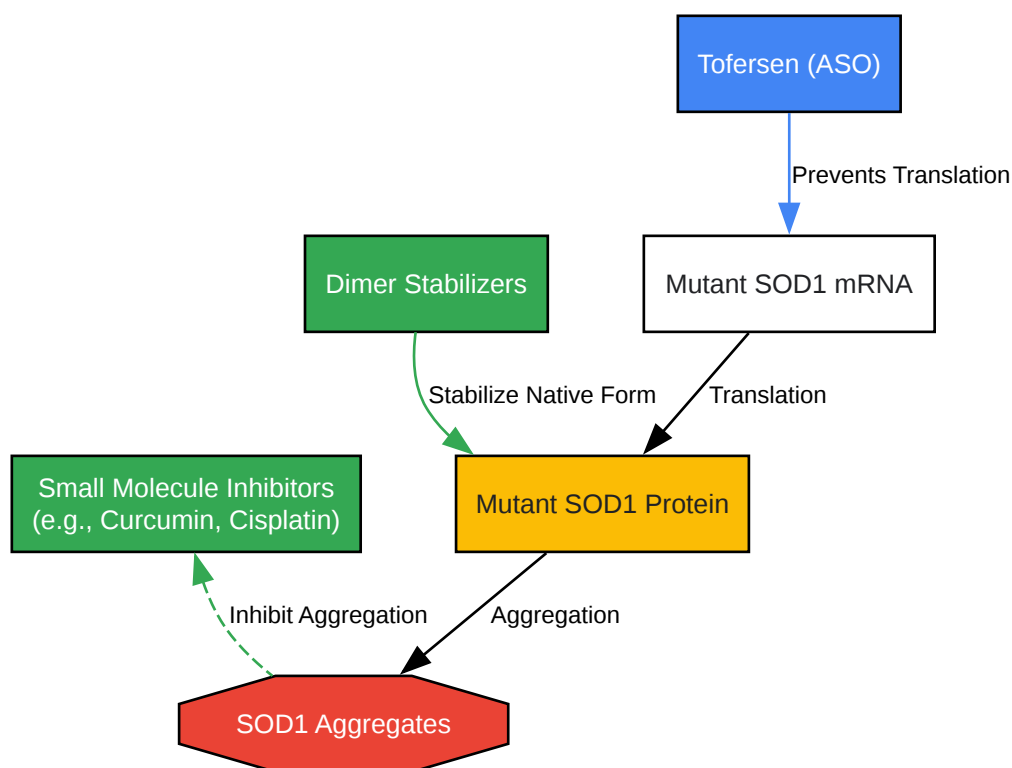 Tofersen (ASO)
Prevents Translation
Dimer Stabilizers
Mutant SOD1 mRNA
Stabilize Native Form
Translation
Small Molecule Inhibitors
(e.g., Curcumin, Cisplatin)
Mutant SOD1 Protein
Inhibit Aggregation
Aggregation
SOD1 Aggregates